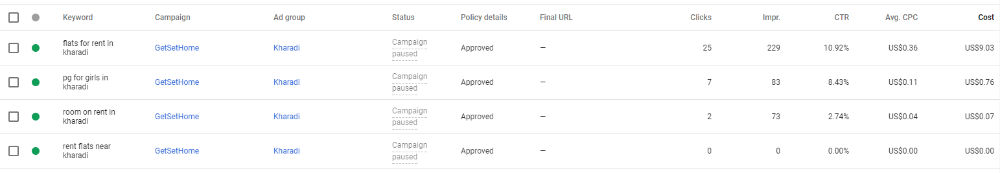 Keyword Campaign Ad group Status Policy details Final URL Clicks Impr. CTR Avg. CPC Cost
flats for rent in
kharadi
GetSetHome Kharadi
Campaign
paused
Approved — 25 229 10.92% US$0.36 US$9.03
pg for girls in
kharadi
GetSetHome Kharadi
Campaign
paused
Approved — 7 83 8.43% US$0.11 US$0.76
room on rent in
kharadi
GetSetHome Kharadi
Campaign
paused
Approved — 2 73 2.74% US$0.04 US$0.07
rent flats near
kharadi
GetSetHome Kharadi
Campaign
paused
Approved — 0 0 0.00% US$0.00 US$0.00